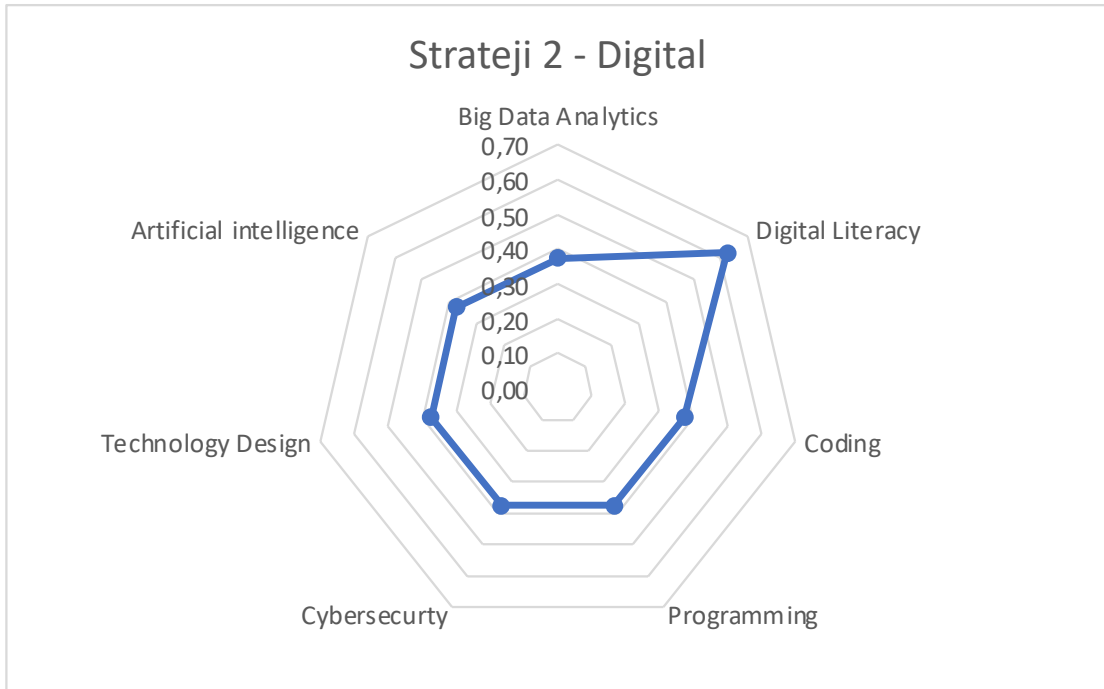 Strateji 2 - Digital
Big Data Analytics
0,70
0,60
0,50
0,40
0,30
0,20
0,10
0,00
Digital Literacy
Coding
Programming
Cybersecurty
Technology Design
Artificial intelligence